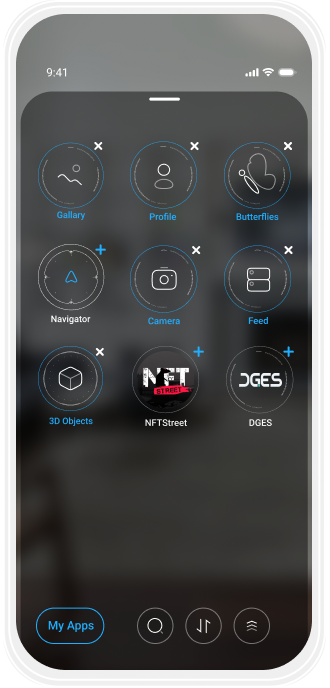 9:41
Gallary
Profile
Butterflies
Navigator
Camera
Feed
3D Objects
NFT
STREET
NFTStreet
DGES
DGES
My Apps